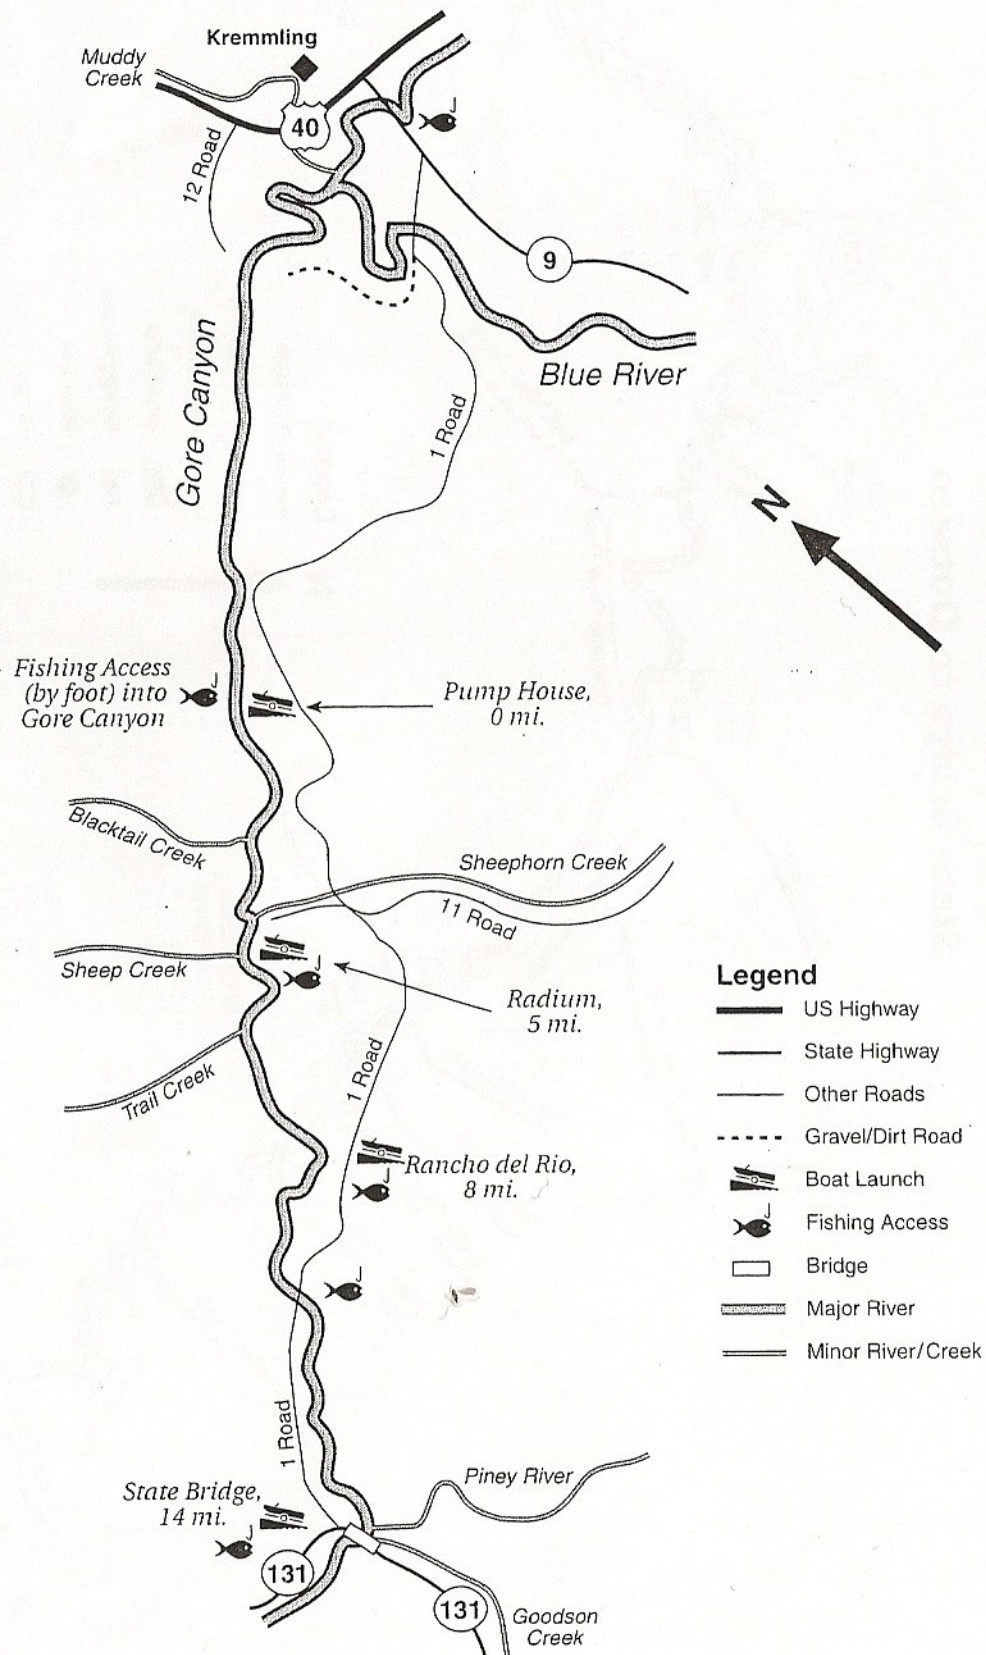 Kremmling
Muddy
Creek
40
12 Road
9
Blue River
Gore Canyon
1 Road
N
Fishing Access
(by foot) into
Gore Canyon
Pump House,
0 mi.
Blacktail Creek
Sheephorn Creek
11 Road
Sheep Creek
Radium,
5 mi.
Trail Creek
1 Road
Rancho del Rio,
8 mi.
1 Road
State Bridge,
14 mi.
Piney River
131
131
Goodson
Creek
Legend
US Highway
State Highway
Other Roads
Gravel/Dirt Road
Boat Launch
Fishing Access
Bridge
Major River
Minor River/Creek